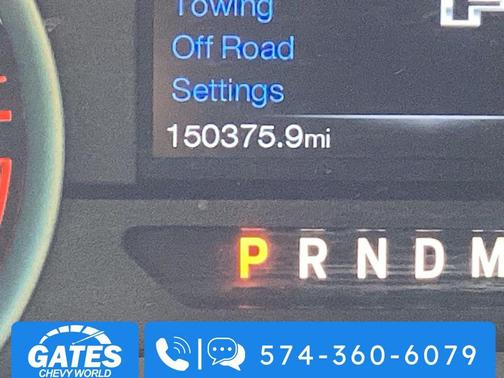 Towing
Off Road
Settings
150375.9mi
P R N D M
GATES
CHEVY WORLD
574-360-6079